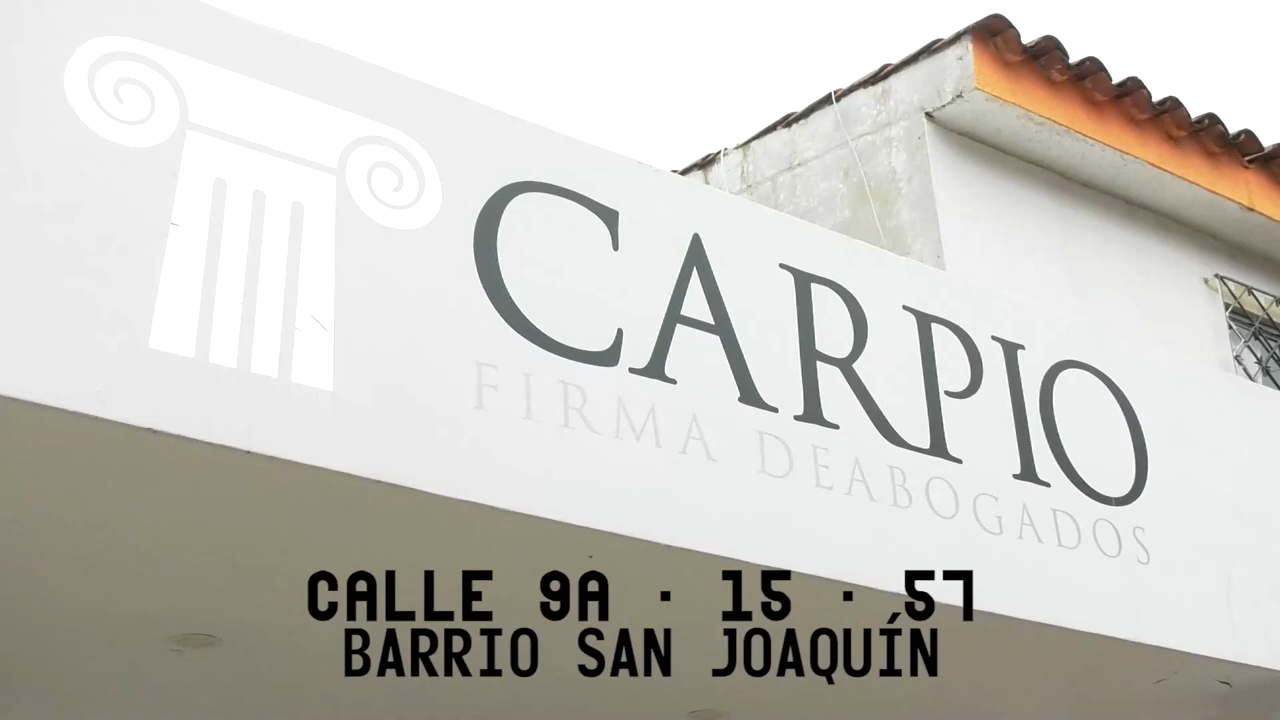 CARPIO
FIRMA DEABOGADOS
CALLE 9A · 15 · 57
BARRIO SAN JOAQUÍN